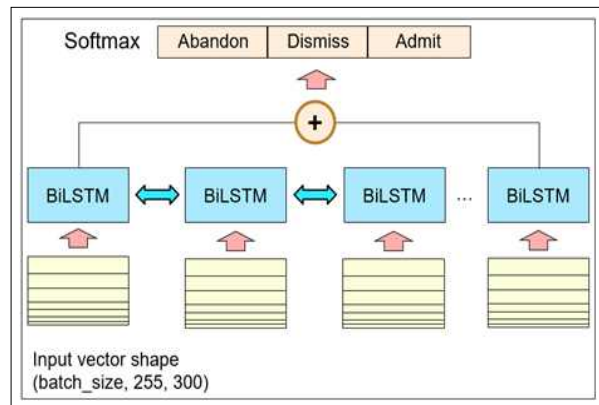 Softmax Abandon Dismiss Admit
+
BiLSTM BiLSTM BiLSTM ... BiLSTM
Input vector shape
(batch_size, 255, 300)